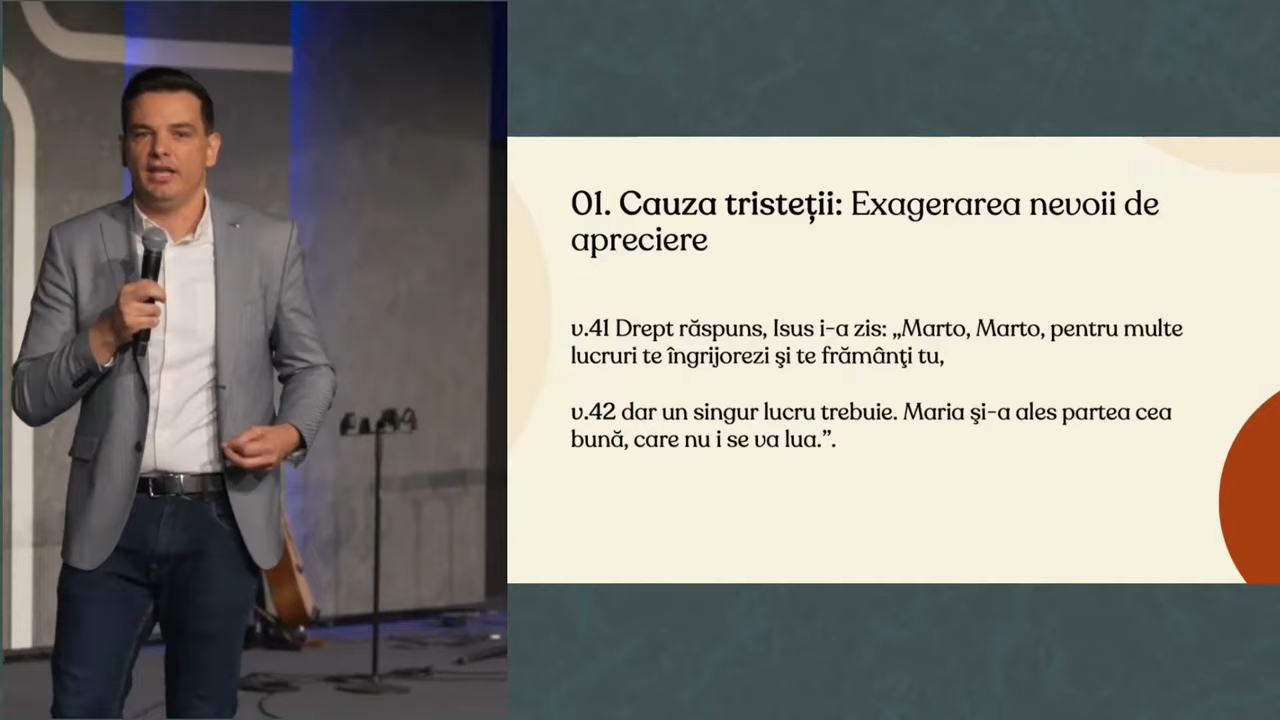 01. Cauza tristeții: Exagerarea nevoii de
apreciere
v.41 Drept răspuns, Isus i-a zis: „Marto, Marto, pentru multe
lucruri te îngrijorezi şi te frămânţi tu,
v.42 dar un singur lucru trebuie. Maria şi-a ales partea cea
bună, care nu i se va lua.”.